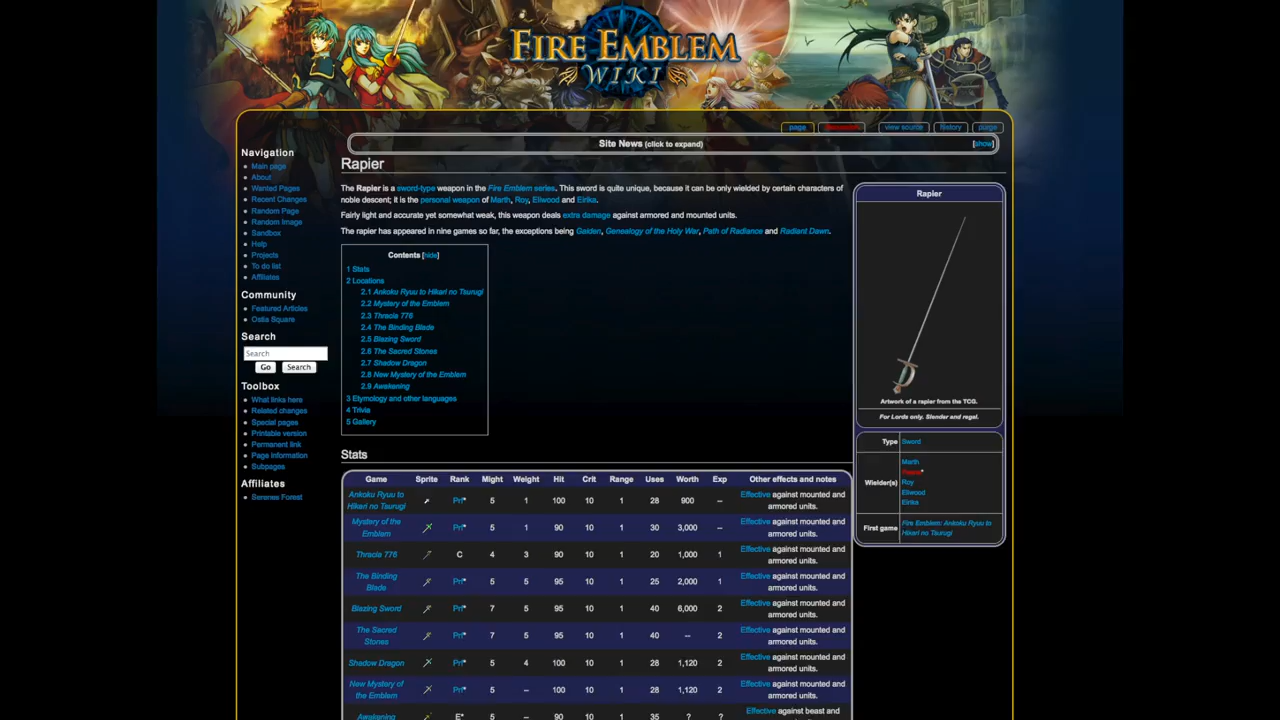 FIRE EMBLEM
WIKI
page
view source
history
purge
Site News (click to expand)
[show]
Navigation
Main page
About
Wanted Pages
Recent Changes
Random Page
Random Image
Sandbox
Help
Projects
To do list
Affiliates
Community
Featured Articles
Ostia Square
Search
Search
Go Search
Toolbox
What links here
Related changes
Special pages
Printable version
Permanent link
Page information
Subpages
Affiliates
Serenes Forest
Rapier
The Rapier is a sword-type weapon in the Fire Emblem series. This sword is quite unique, because it can be only wielded by certain characters of
noble descent; it is the personal weapon of Marth, Roy, Eliwood and Eirika.
Fairly light and accurate yet somewhat weak, this weapon deals extra damage against armored and mounted units.
The rapier has appeared in nine games so far, the exceptions being Gaiden, Genealogy of the Holy War, Path of Radiance and Radiant Dawn.
Contents [hide]
1 Stats
2 Locations
2.1 Ankoku Ryuu to Hikari no Tsurugi
2.2 Mystery of the Emblem
2.3 Thracia 776
2.4 The Binding Blade
2.5 Blazing Sword
2.6 The Sacred Stones
2.7 Shadow Dragon
2.8 New Mystery of the Emblem
2.9 Awakening
3 Etymology and other languages
4 Trivia
5 Gallery
Rapier
Artwork of a rapier from the TCG.
For Lords only. Slender and regal.
Type Sword
Wielder(s)
Marth
Roy
Eliwood
Eirika
First game Fire Emblem: Ankoku Ryuu to
Hikari no Tsurugi
Stats
Game Sprite Rank Might Weight Hit Crit Range Uses Worth Exp Other effects and notes
Ankoku Ryuu to
Hikari no Tsurugi Prf* 5 1 100 10 1 28 900 -- Effective against mounted and
armored units.
Mystery of the
Emblem Prf* 5 1 90 10 1 30 3,000 -- Effective against mounted and
armored units.
Thracia 776 C 4 3 90 10 1 20 1,000 1 Effective against mounted and
armored units.
The Binding
Blade Prf* 5 5 95 10 1 25 2,000 1 Effective against mounted and
armored units.
Blazing Sword Prf* 7 5 95 10 1 40 6,000 2 Effective against mounted and
armored units.
The Sacred
Stones Prf* 7 5 95 10 1 40 -- 2 Effective against mounted and
armored units.
Shadow Dragon Prf* 5 4 100 10 1 28 1,120 2 Effective against mounted and
armored units.
New Mystery of
the Emblem Prf* 5 -- 100 10 1 28 1,120 2 Effective against mounted and
armored units.
Awakening E* 5 -- 90 10 1 35 ? ? Effective against beast and